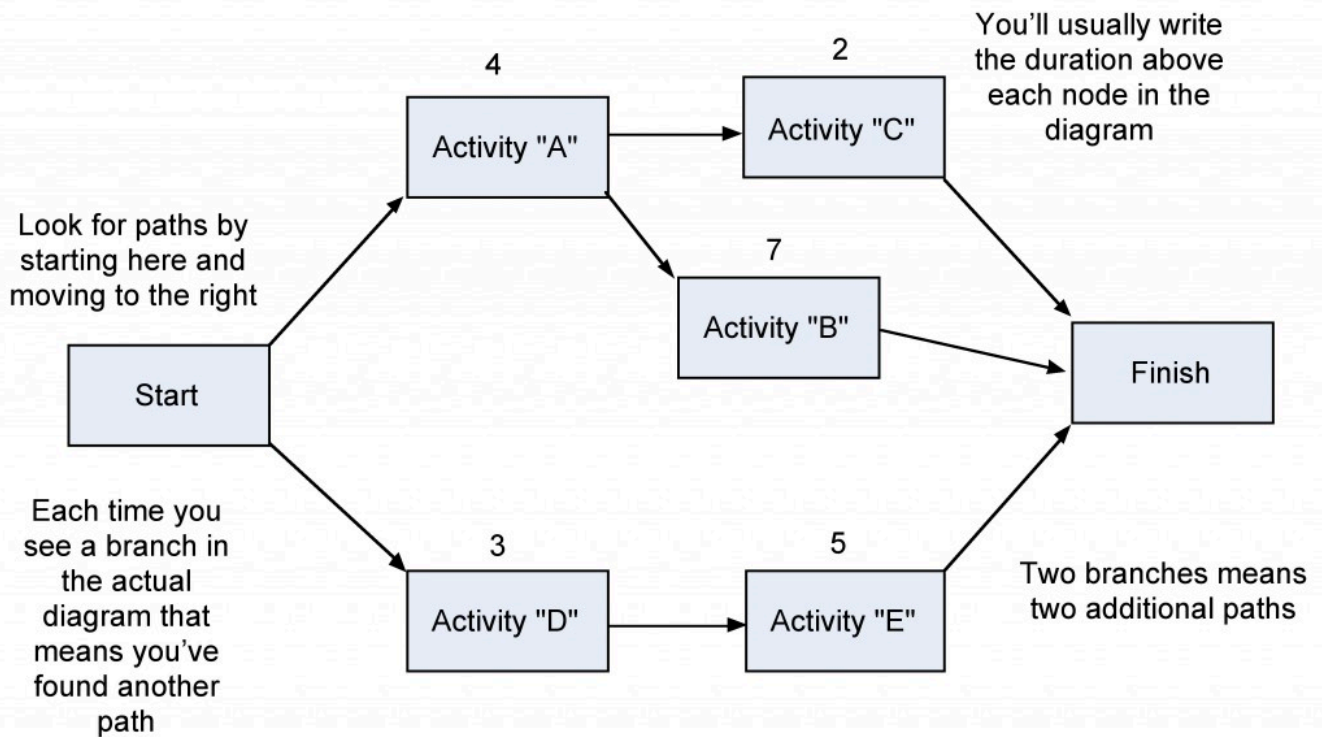 You'll usually write
the duration above
each node in the
diagram
4
2
Activity "A"
Activity "C"
Look for paths by
starting here and
moving to the right
7
Activity "B"
Start
Finish
Each time you
see a branch in
the actual
diagram that
means you've
found another
path
3
5
Activity "D"
Activity "E"
Two branches means
two additional paths